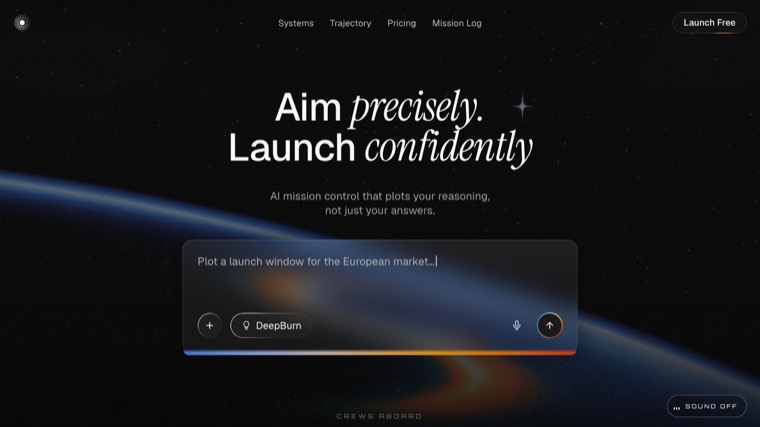 Systems Trajectory Pricing Mission Log
Launch Free
Aim precisely.
Launch confidently
AI mission control that plots your reasoning,
not just your answers.
Plot a launch window for the European market...
DeepBurn
SOUND OFF
CREWS ABOARD